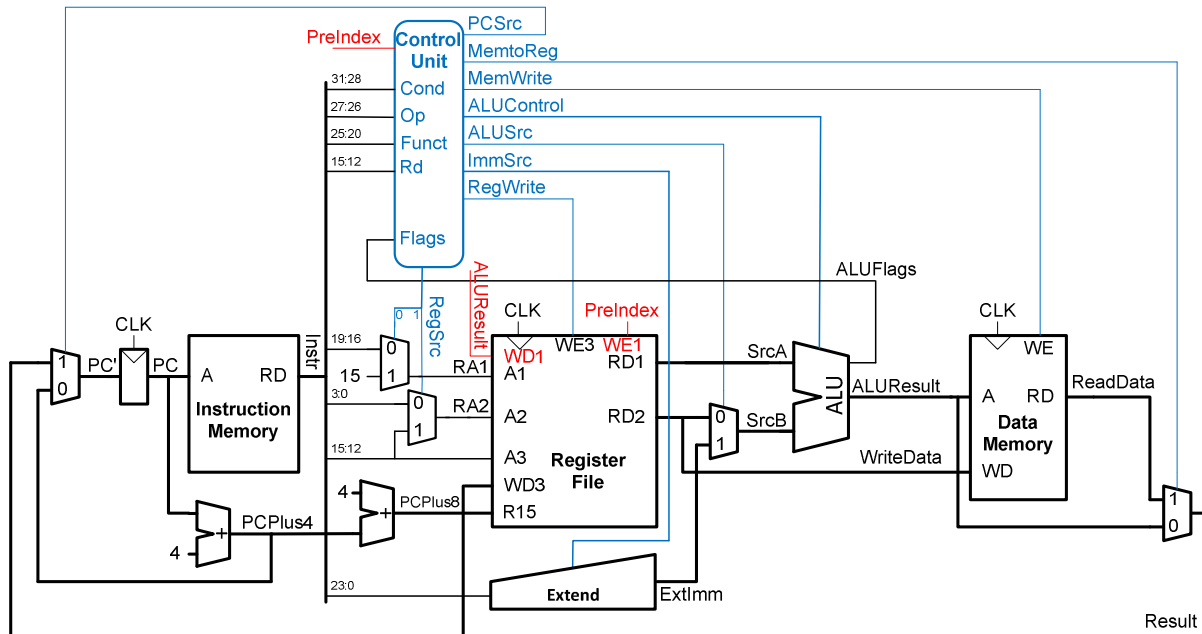 PCSrc
PreIndex
Control
Unit
MemtoReg
MemWrite
ALUControl
ALUSrc
ImmSrc
RegWrite
31:28
Cond
27:26
Op
25:20
Funct
15:12
Rd
Flags
ALUFlags
RegSrc
0 1
ALUResult
CLK
PreIndex
CLK
CLK
WD1
WE3
WE1
WE
1
0
PC'
PC
A
RD
Instruction
Memory
Instr
19:16
15
0
1
RA1
A1
RD1
SrcA
3:0
0
1
RA2
A2
RD2
0
1
SrcB
ALU
ALUResult
A
RD
ReadData
Data
Memory
15:12
A3
Register
File
WD3
R15
WriteData
WD
1
0
4
+
PCPlus8
4
+
PCPlus4
23:0
Extend
ExtImm
Result